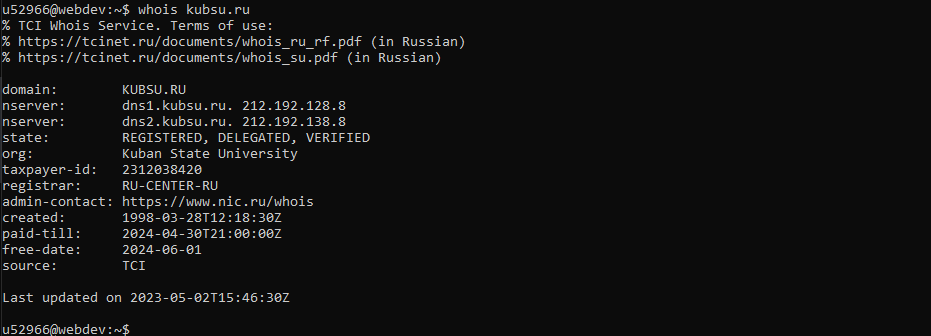 u52966@webdev:~$ whois kubsu.ru
% TCI Whois Service. Terms of use:
% https://tcinet.ru/documents/whois_ru_rf.pdf (in Russian)
% https://tcinet.ru/documents/whois_su.pdf (in Russian)

domain:        KUBSU.RU
nserver:       dns1.kubsu.ru. 212.192.128.8
nserver:       dns2.kubsu.ru. 212.192.138.8
state:         REGISTERED, DELEGATED, VERIFIED
org:           Kuban State University
taxpayer-id:   2312038420
registrar:     RU-CENTER-RU
admin-contact: https://www.nic.ru/whois
created:       1998-03-28T12:18:30Z
paid-till:     2024-04-30T21:00:00Z
free-date:     2024-06-01
source:        TCI

Last updated on 2023-05-02T15:46:30Z

u52966@webdev:~$